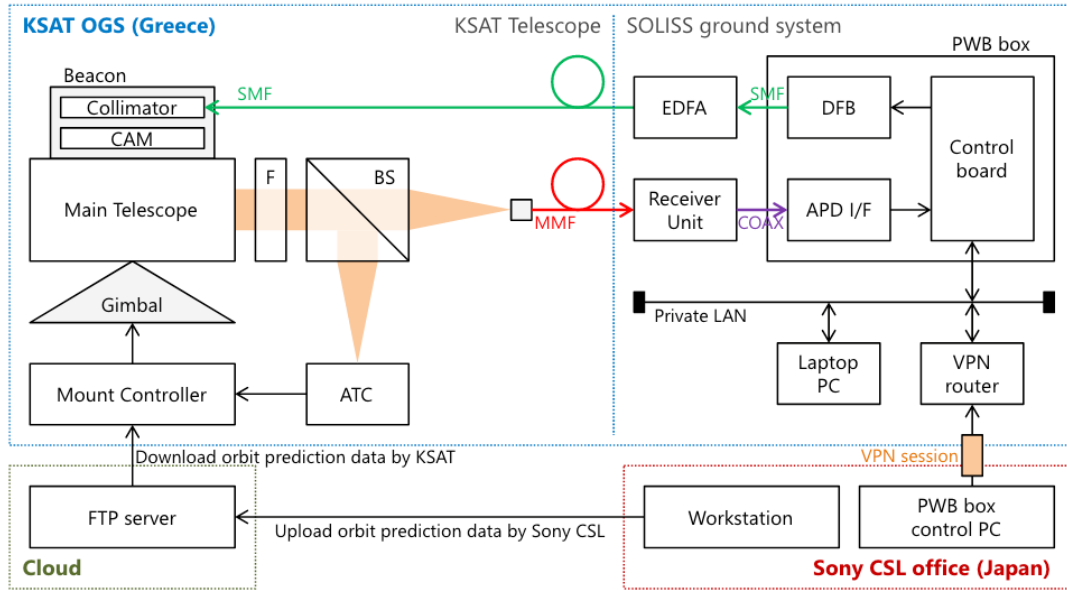 KSAT OGS (Greece)
KSAT Telescope
SOLISS ground system
PWB box
Beacon
Collimator
CAM
SMF
EDFA
SMF
DFB
Control
board
Main Telescope
F
BS
MMF
Receiver
Unit
COAX
APD I/F
Gimbal
Private LAN
Mount Controller
ATC
Laptop
PC
VPN
router
Download orbit prediction data by KSAT
VPN session
FTP server
Upload orbit prediction data by Sony CSL
Workstation
PWB box
control PC
Cloud
Sony CSL office (Japan)